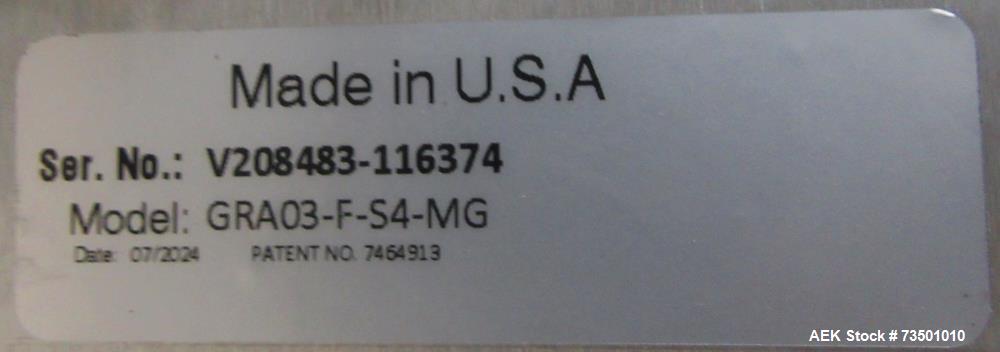 Made in U.S.A
Ser. No.: V208483-116374
Model: GRA03-F-S4-MG
Date: 07/2024 PATENT NO. 7464913
AEK Stock # 73501010